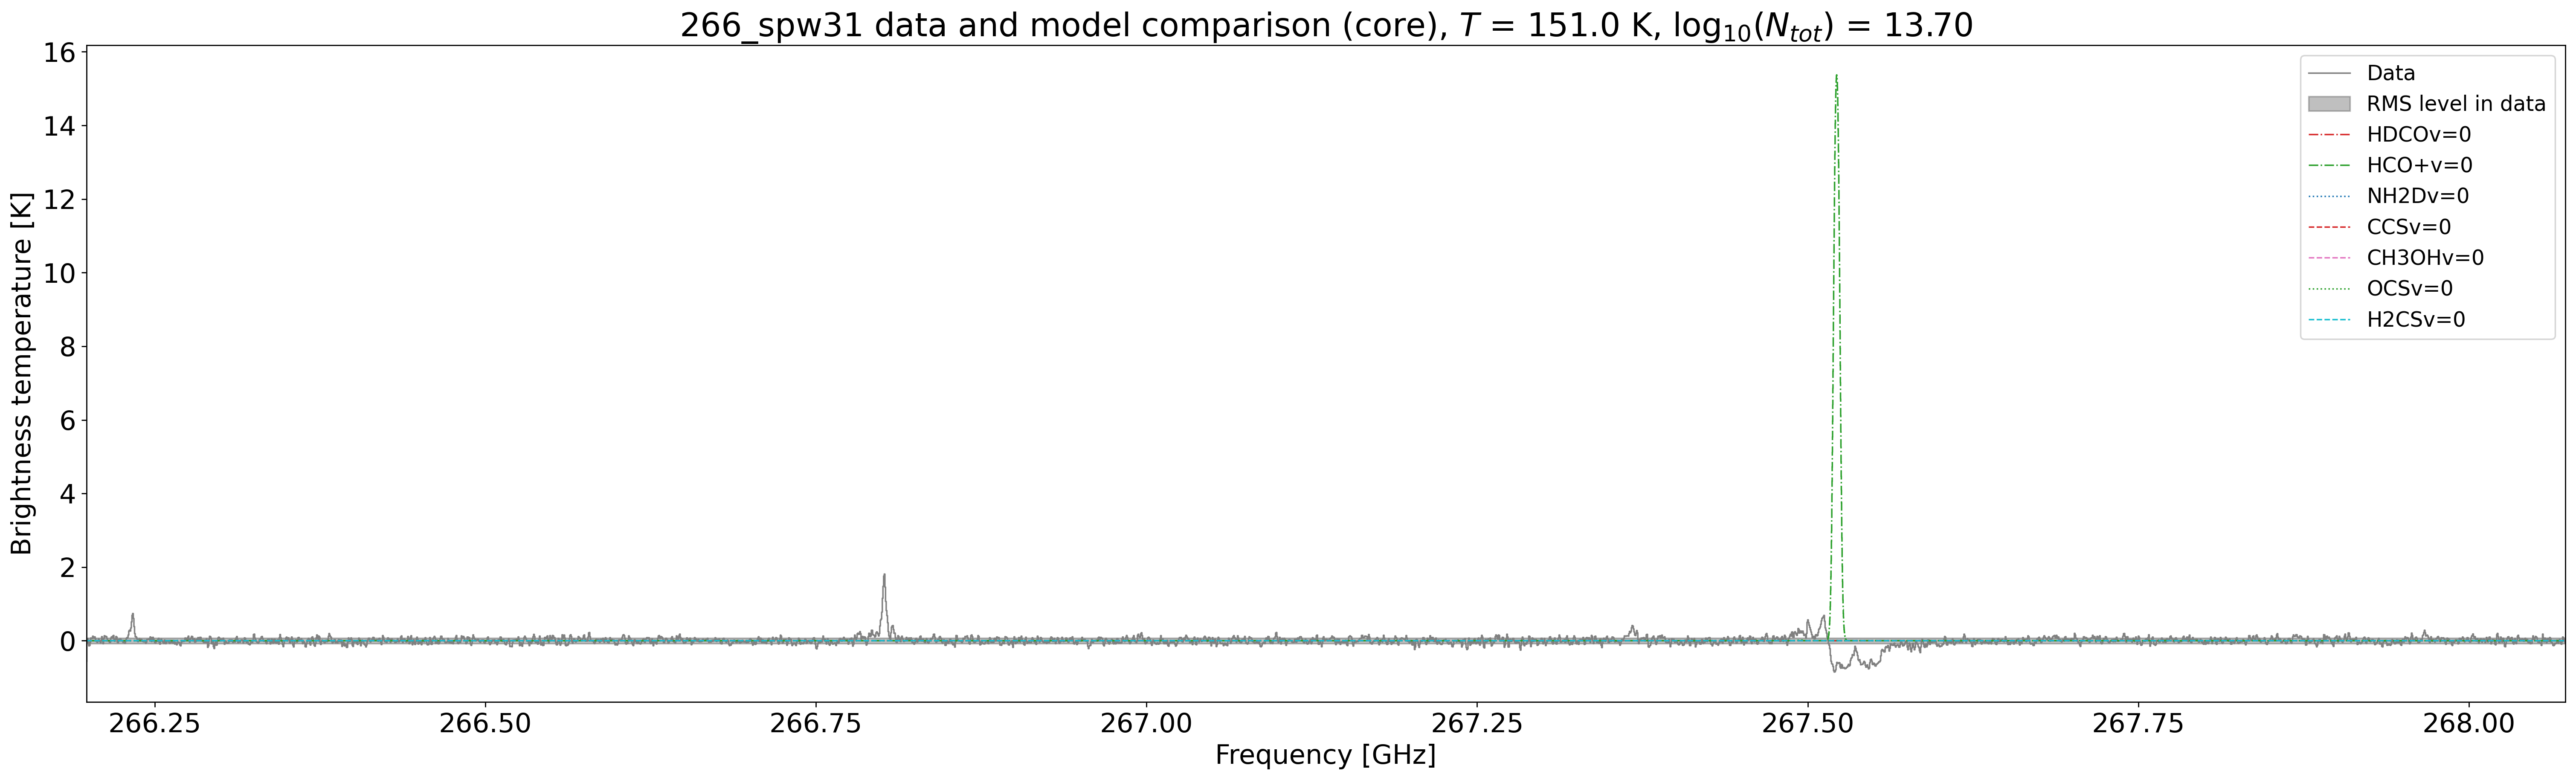 266_spw31 data and model comparison (core), T = 151.0 K, log₁₀(Nₜₒₜ) = 13.70
Brightness temperature [K]
16
14
12
10
8
6
4
2
0
Data
RMS level in data
HDCOv=0
HCO+v=0
NH2Dv=0
CCSv=0
CH3OHv=0
OCSv=0
H2CSv=0
266.25 266.50 266.75 267.00 267.25 267.50 267.75 268.00
Frequency [GHz]